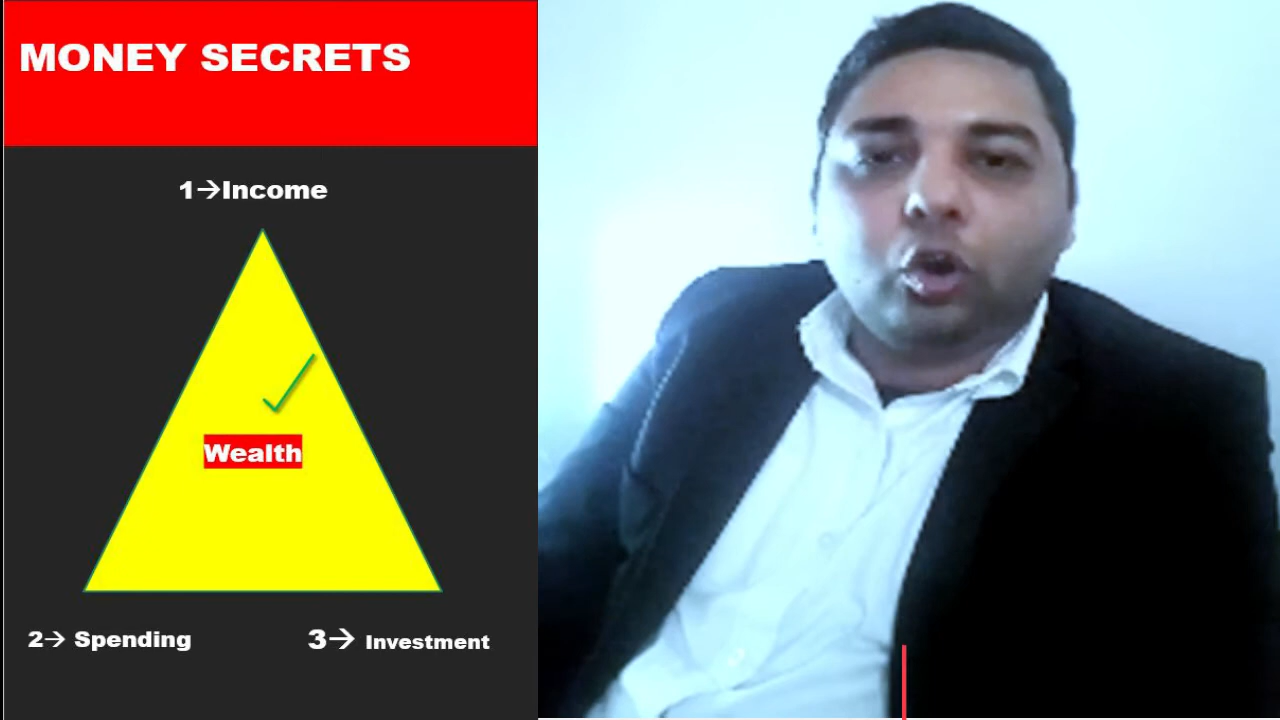 MONEY SECRETS
1→Income
Wealth
2→ Spending
3→ Investment